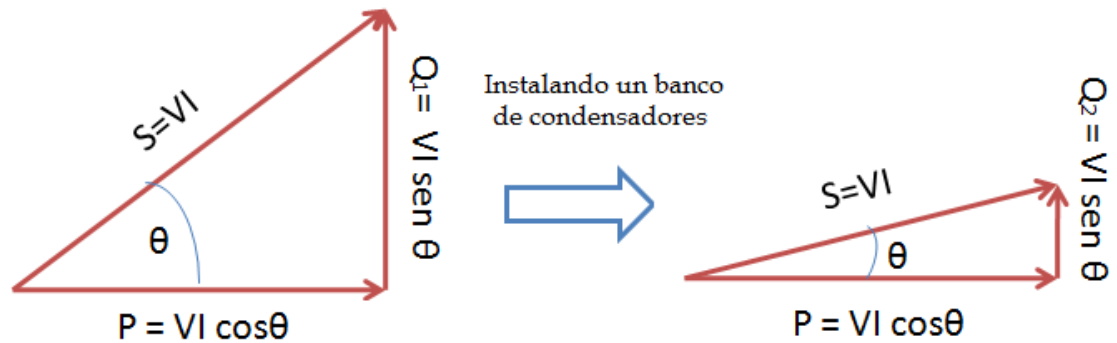 S=VI
Q₁= VI sen θ
θ
P = VI cosθ
Instalando un banco
de condensadores
S=VI
Q₂ = VI sen θ
θ
P = VI cosθ